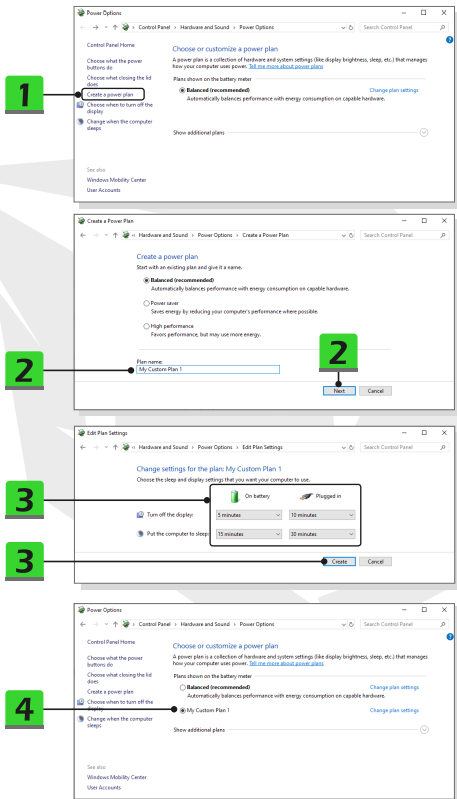 Power Options
Control Panel › Hardware and Sound › Power Options
Search Control Panel
Control Panel Home
Choose what the power
buttons do
Choose what closing the lid
does
Create a power plan
Choose when to turn off the
display
Change when the computer
sleeps
See also
Windows Mobility Center
User Accounts
Choose or customize a power plan
A power plan is a collection of hardware and system settings (like display brightness, sleep, etc.) that manages
how your computer uses power. Tell me more about power plans
Plans shown on the battery meter
Balanced (recommended) Change plan settings
Automatically balances performance with energy consumption on capable hardware.
Show additional plans
1
Create a Power Plan
« Hardware and Sound › Power Options › Create a Power Plan
Search Control Panel
Create a power plan
Start with an existing plan and give it a name.
Balanced (recommended)
Automatically balances performance with energy consumption on capable hardware.
Power saver
Saves energy by reducing your computer's performance where possible.
High performance
Favors performance, but may use more energy.
Plan name:
My Custom Plan 1
2
2
Next Cancel
Edit Plan Settings
« Hardware and Sound › Power Options › Edit Plan Settings
Search Control Panel
Change settings for the plan: My Custom Plan 1
Choose the sleep and display settings that you want your computer to use.
On battery Plugged in
Turn off the display: 5 minutes 10 minutes
Put the computer to sleep: 15 minutes 30 minutes
3
3
Create Cancel
Power Options
Control Panel › Hardware and Sound › Power Options
Search Control Panel
Control Panel Home
Choose what the power
buttons do
Choose what closing the lid
does
Create a power plan
Choose when to turn off the
display
Change when the computer
sleeps
See also
Windows Mobility Center
User Accounts
Choose or customize a power plan
A power plan is a collection of hardware and system settings (like display brightness, sleep, etc.) that manages
how your computer uses power. Tell me more about power plans
Plans shown on the battery meter
Balanced (recommended) Change plan settings
Automatically balances performance with energy consumption on capable hardware.
My Custom Plan 1 Change plan settings
Show additional plans
4